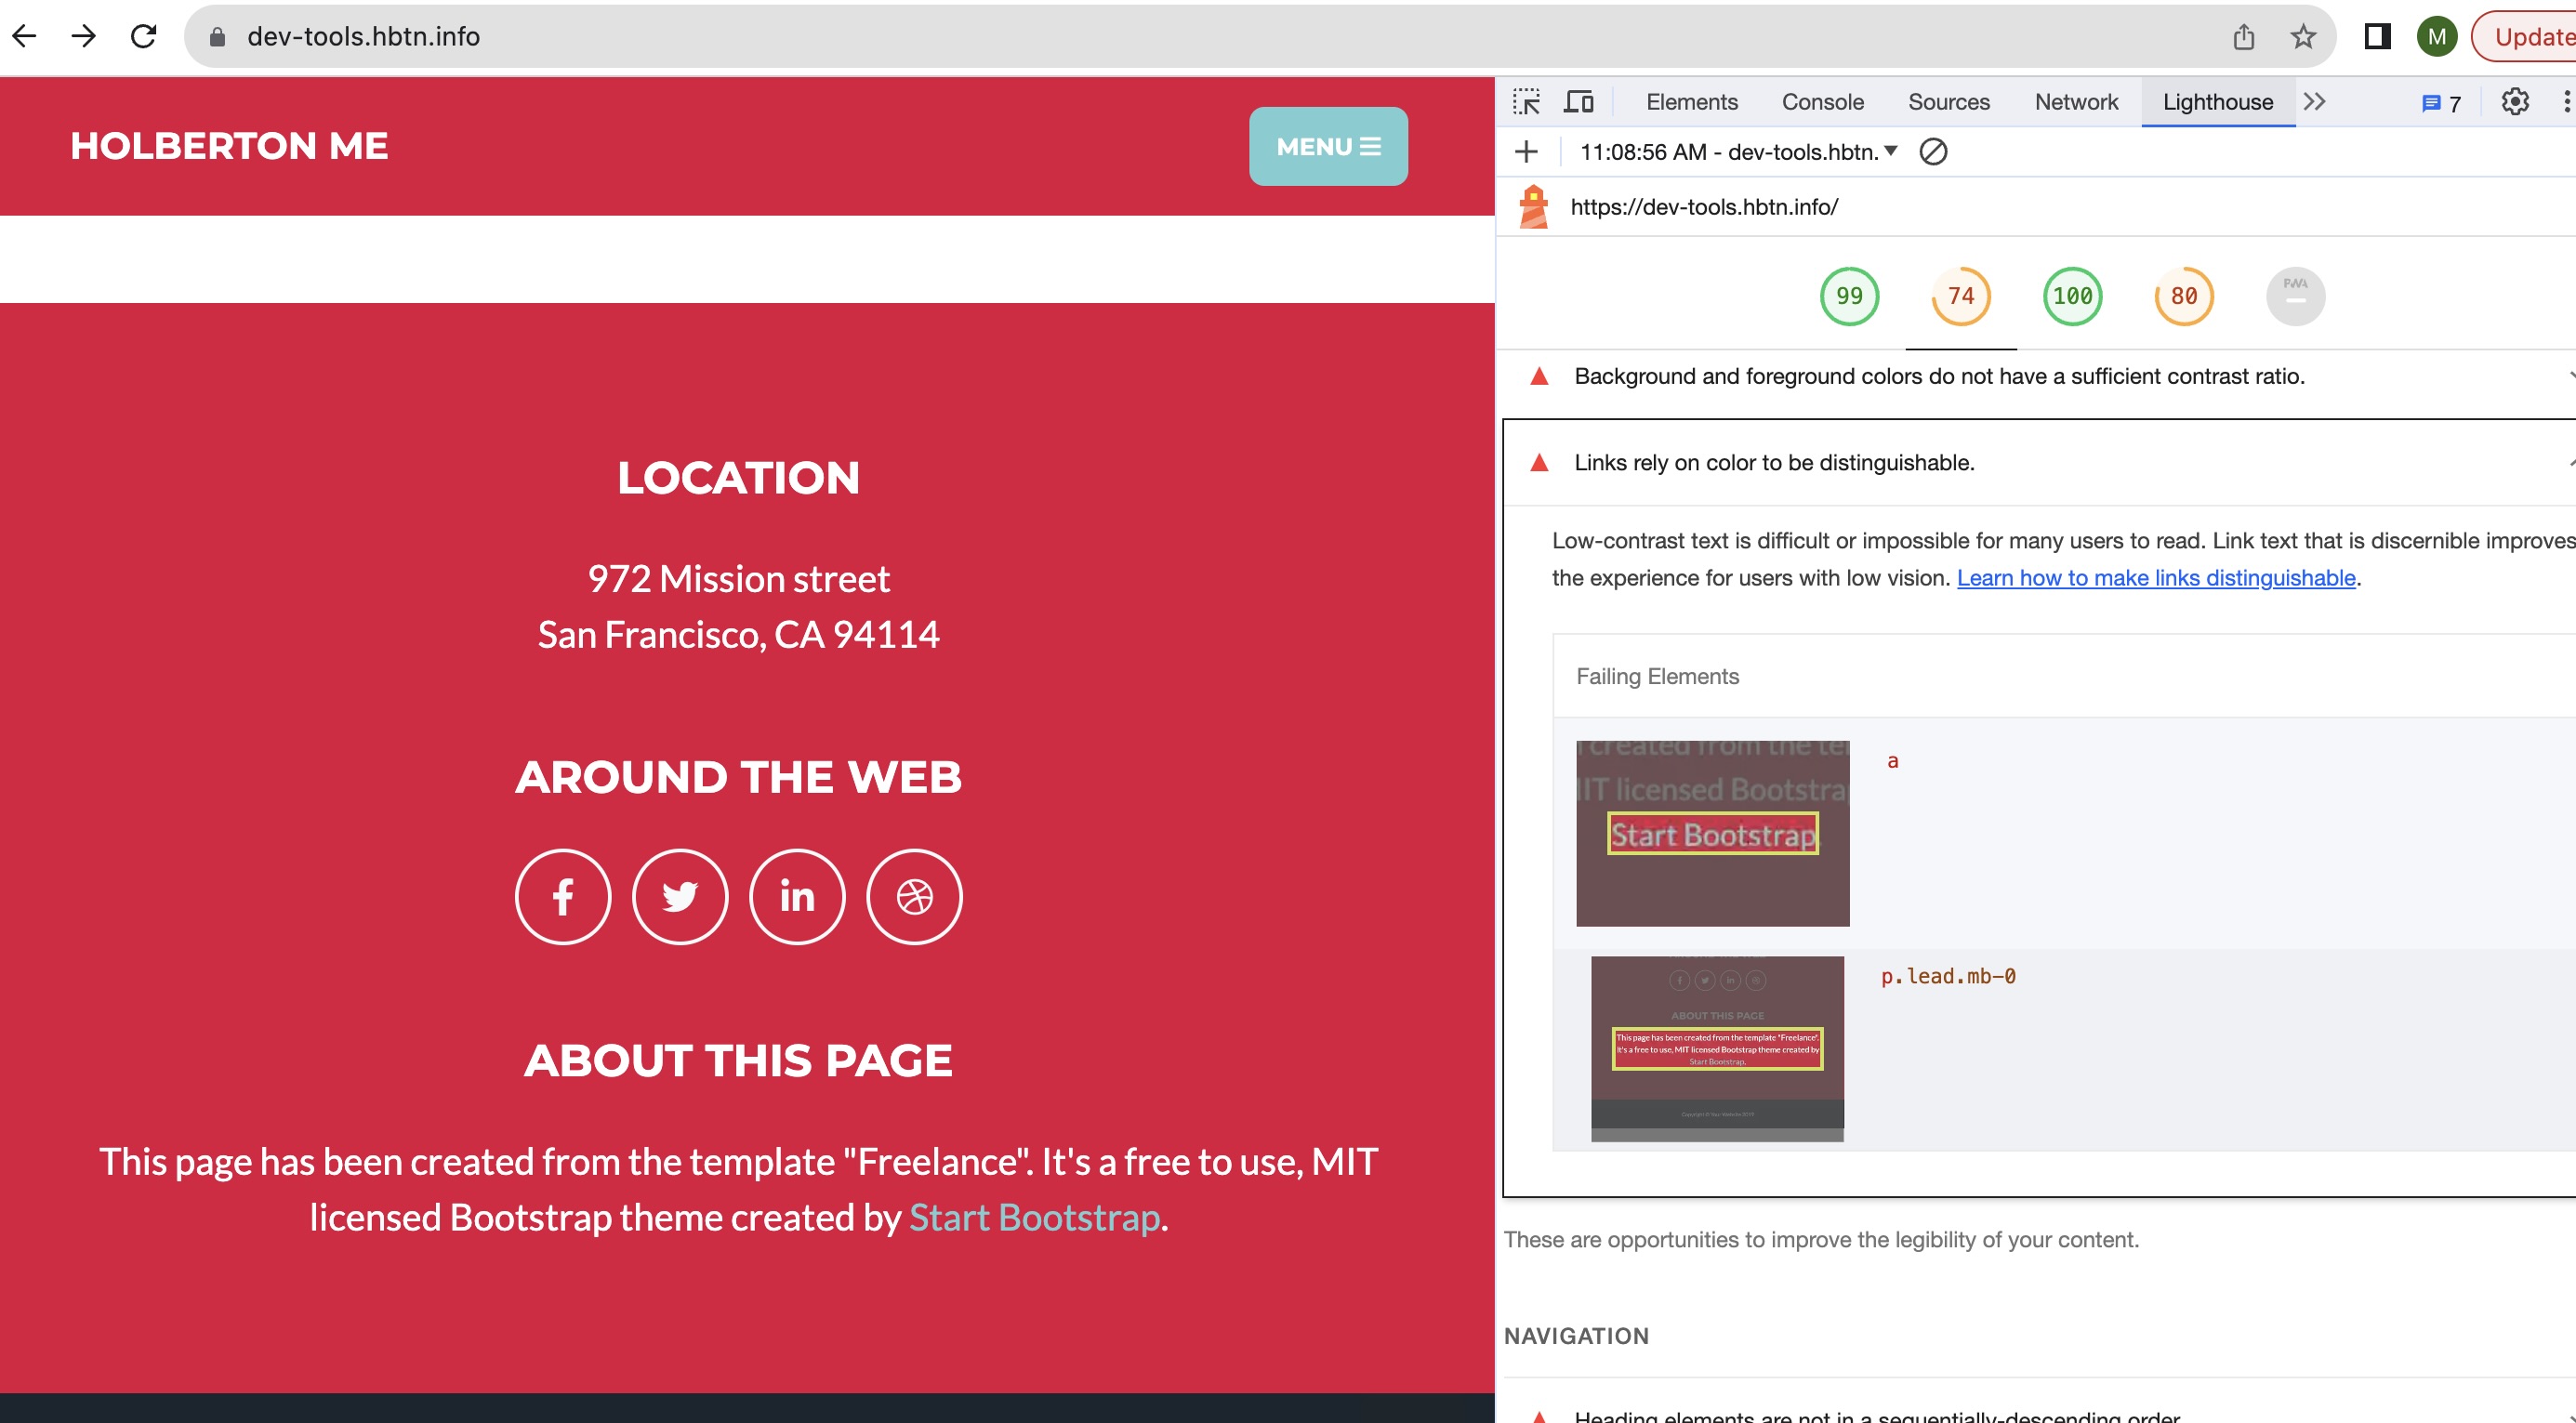 dev-tools.hbtn.info
M
Update
HOLBERTON ME
MENU
LOCATION
972 Mission street
San Francisco, CA 94114
AROUND THE WEB
ABOUT THIS PAGE
This page has been created from the template "Freelance". It's a free to use, MIT
licensed Bootstrap theme created by Start Bootstrap.
Elements Console Sources Network Lighthouse 7
11:08:56 AM - dev-tools.hbtn.
https://dev-tools.hbtn.info/
99 74 100 80 PWA
Background and foreground colors do not have a sufficient contrast ratio.
Links rely on color to be distinguishable.
Low-contrast text is difficult or impossible for many users to read. Link text that is discernible improves
the experience for users with low vision. Learn how to make links distinguishable.
Failing Elements
created from the
licensed
Start Bootstrap
a
ABOUT THIS PAGE
This page has been created from the template "Freelance".
It's a free to use, MIT licensed Bootstrap theme created by
Start Bootstrap.
p.lead.mb-0
These are opportunities to improve the legibility of your content.
NAVIGATION
Heading elements are not in a sequentially-descending order